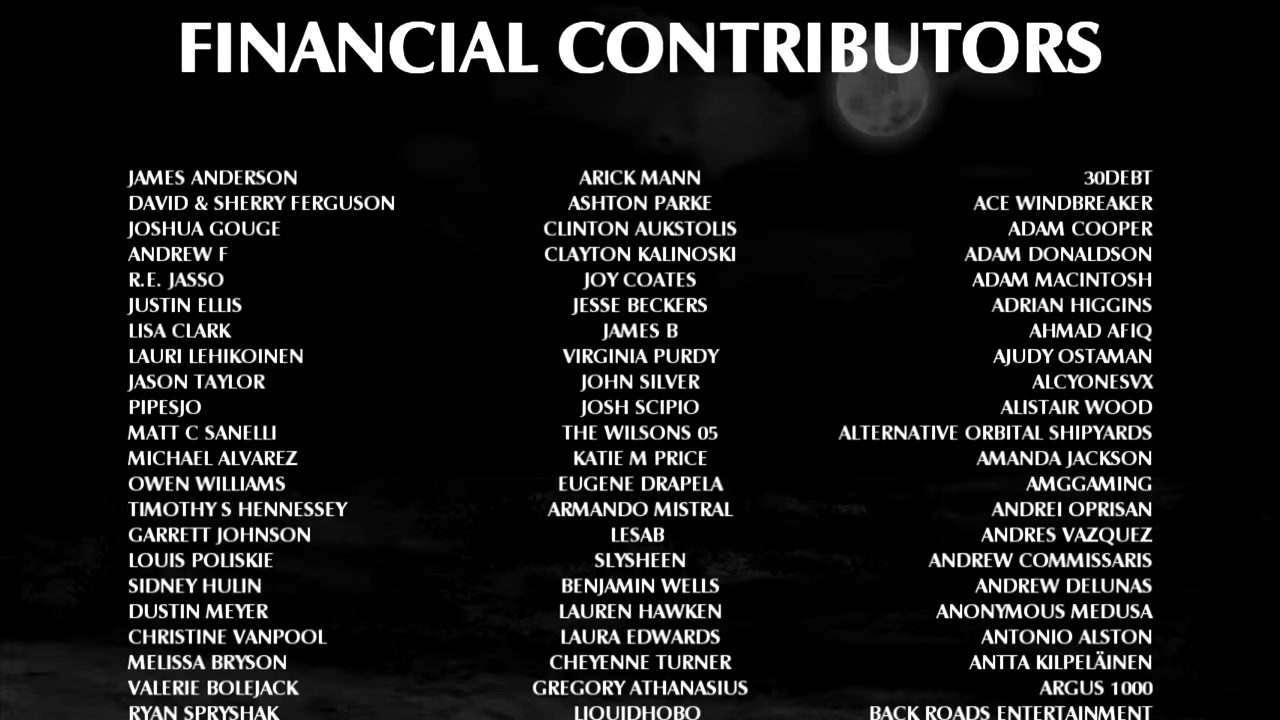 FINANCIAL CONTRIBUTORS
JAMES ANDERSON
DAVID & SHERRY FERGUSON
JOSHUA GOUGE
ANDREW F
R.E. JASSO
JUSTIN ELLIS
LISA CLARK
LAURI LEHIKOINEN
JASON TAYLOR
PIPESJO
MATT C SANELLI
MICHAEL ALVAREZ
OWEN WILLIAMS
TIMOTHY S HENNESSEY
GARRETT JOHNSON
LOUIS POLISKIE
SIDNEY HULIN
DUSTIN MEYER
CHRISTINE VANPOOL
MELISSA BRYSON
VALERIE BOLEJACK
RYAN SPRYSHAK
ARICK MANN
ASHTON PARKE
CLINTON AUKSTOLIS
CLAYTON KALINOSKI
JOY COATES
JESSE BECKERS
JAMES B
VIRGINIA PURDY
JOHN SILVER
JOSH SCIPIO
THE WILSONS 05
KATIE M PRICE
EUGENE DRAPELA
ARMANDO MISTRAL
LESAB
SLYSHEEN
BENJAMIN WELLS
LAUREN HAWKEN
LAURA EDWARDS
CHEYENNE TURNER
GREGORY ATHANASIUS
LIQUIDHOBO
30DEBT
ACE WINDBREAKER
ADAM COOPER
ADAM DONALDSON
ADAM MACINTOSH
ADRIAN HIGGINS
AHMAD AFIQ
AJUDY OSTAMAN
ALCYONESVX
ALISTAIR WOOD
ALTERNATIVE ORBITAL SHIPYARDS
AMANDA JACKSON
AMGGAMING
ANDREI OPRISAN
ANDRES VAZQUEZ
ANDREW COMMISSARIS
ANDREW DELUNAS
ANONYMOUS MEDUSA
ANTONIO ALSTON
ANTTA KILPELÄINEN
ARGUS 1000
BACK ROADS ENTERTAINMENT